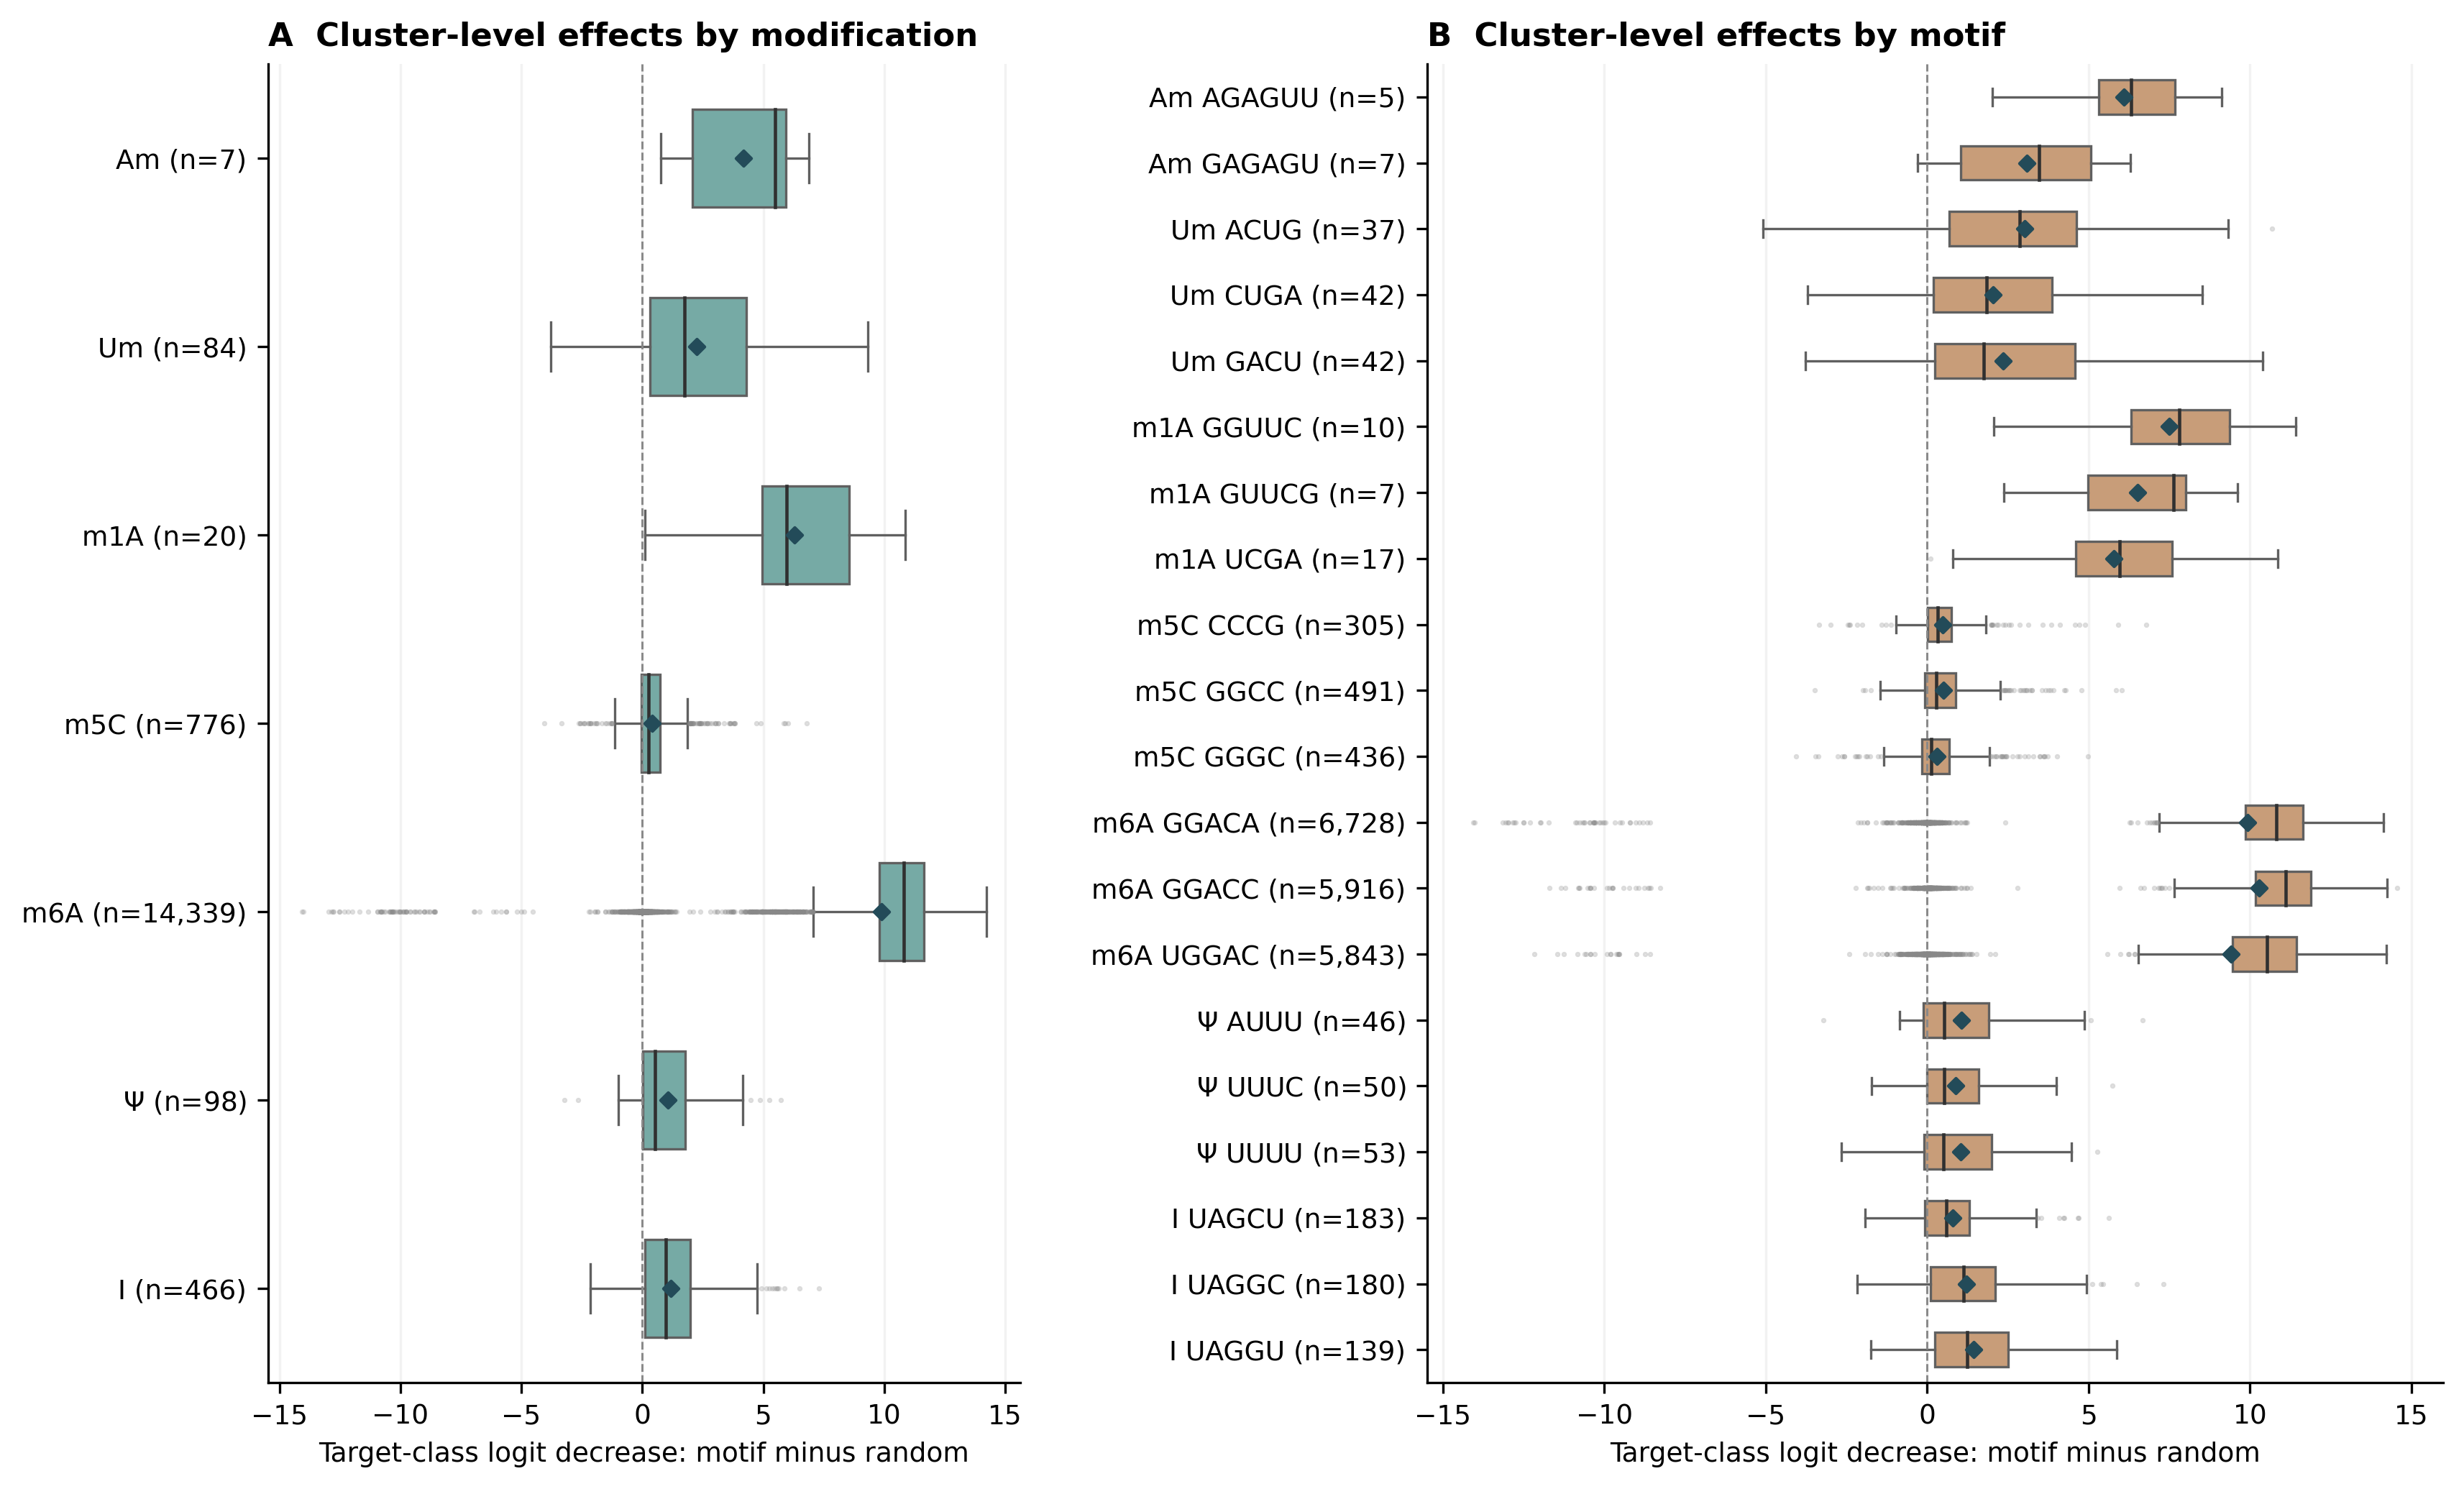 A Cluster-level effects by modification
Am (n=7)
Um (n=84)
m1A (n=20)
m5C (n=776)
m6A (n=14,339)
Ψ (n=98)
I (n=466)
−15 −10 −5 0 5 10 15
Target-class logit decrease: motif minus random
B Cluster-level effects by motif
Am AGAGUU (n=5)
Am GAGAGU (n=7)
Um ACUG (n=37)
Um CUGA (n=42)
Um GACU (n=42)
m1A GGUUC (n=10)
m1A GUUCG (n=7)
m1A UCGA (n=17)
m5C CCCG (n=305)
m5C GGCC (n=491)
m5C GGGC (n=436)
m6A GGACA (n=6,728)
m6A GGACC (n=5,916)
m6A UGGAC (n=5,843)
Ψ AUUU (n=46)
Ψ UUUC (n=50)
Ψ UUUU (n=53)
I UAGCU (n=183)
I UAGGC (n=180)
I UAGGU (n=139)
−15 −10 −5 0 5 10 15
Target-class logit decrease: motif minus random